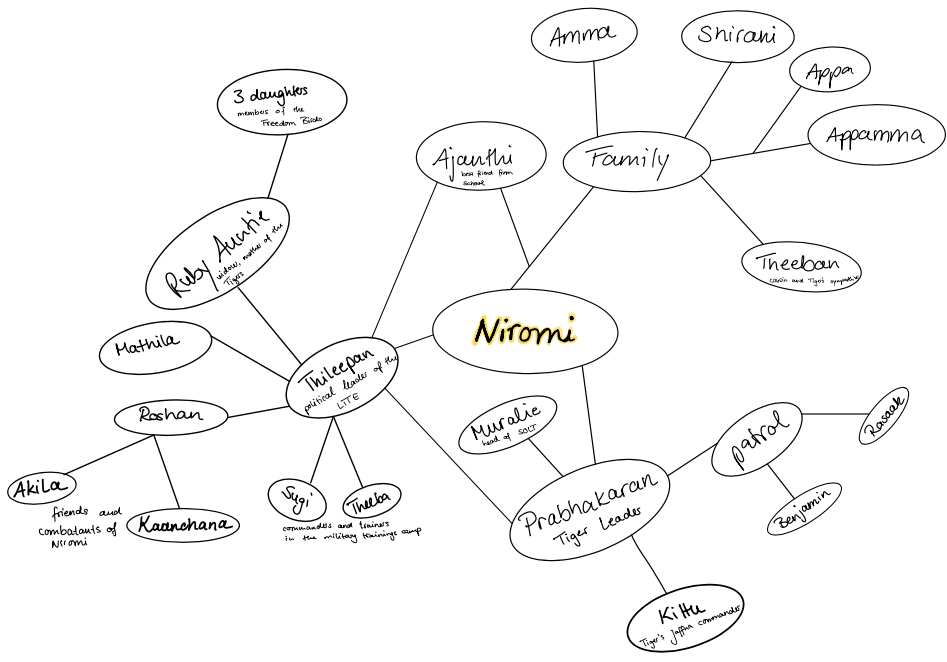 Amma
Shirani
Appa
Appamma
Family
Theeban
cousin and Tiger's sympathizer
3 daughters
members of the
Freedom Birds
Ajanthi
best friend from
school
Ruby Auntie
widow, mother of the
Tigers
Niromi
Mathila
Thileepan
political leader of the
LTTE
Roshan
Akila
Kaanchana
friends and
combatants of
Niromi
Sugi
Theeba
commanders and trainers
in the military trainings camp
Muralie
head of SOLT
Prabhakaran
Tiger Leader
patrol
Rasaak
Benjamin
Kittu
Tiger's Jaffna commander